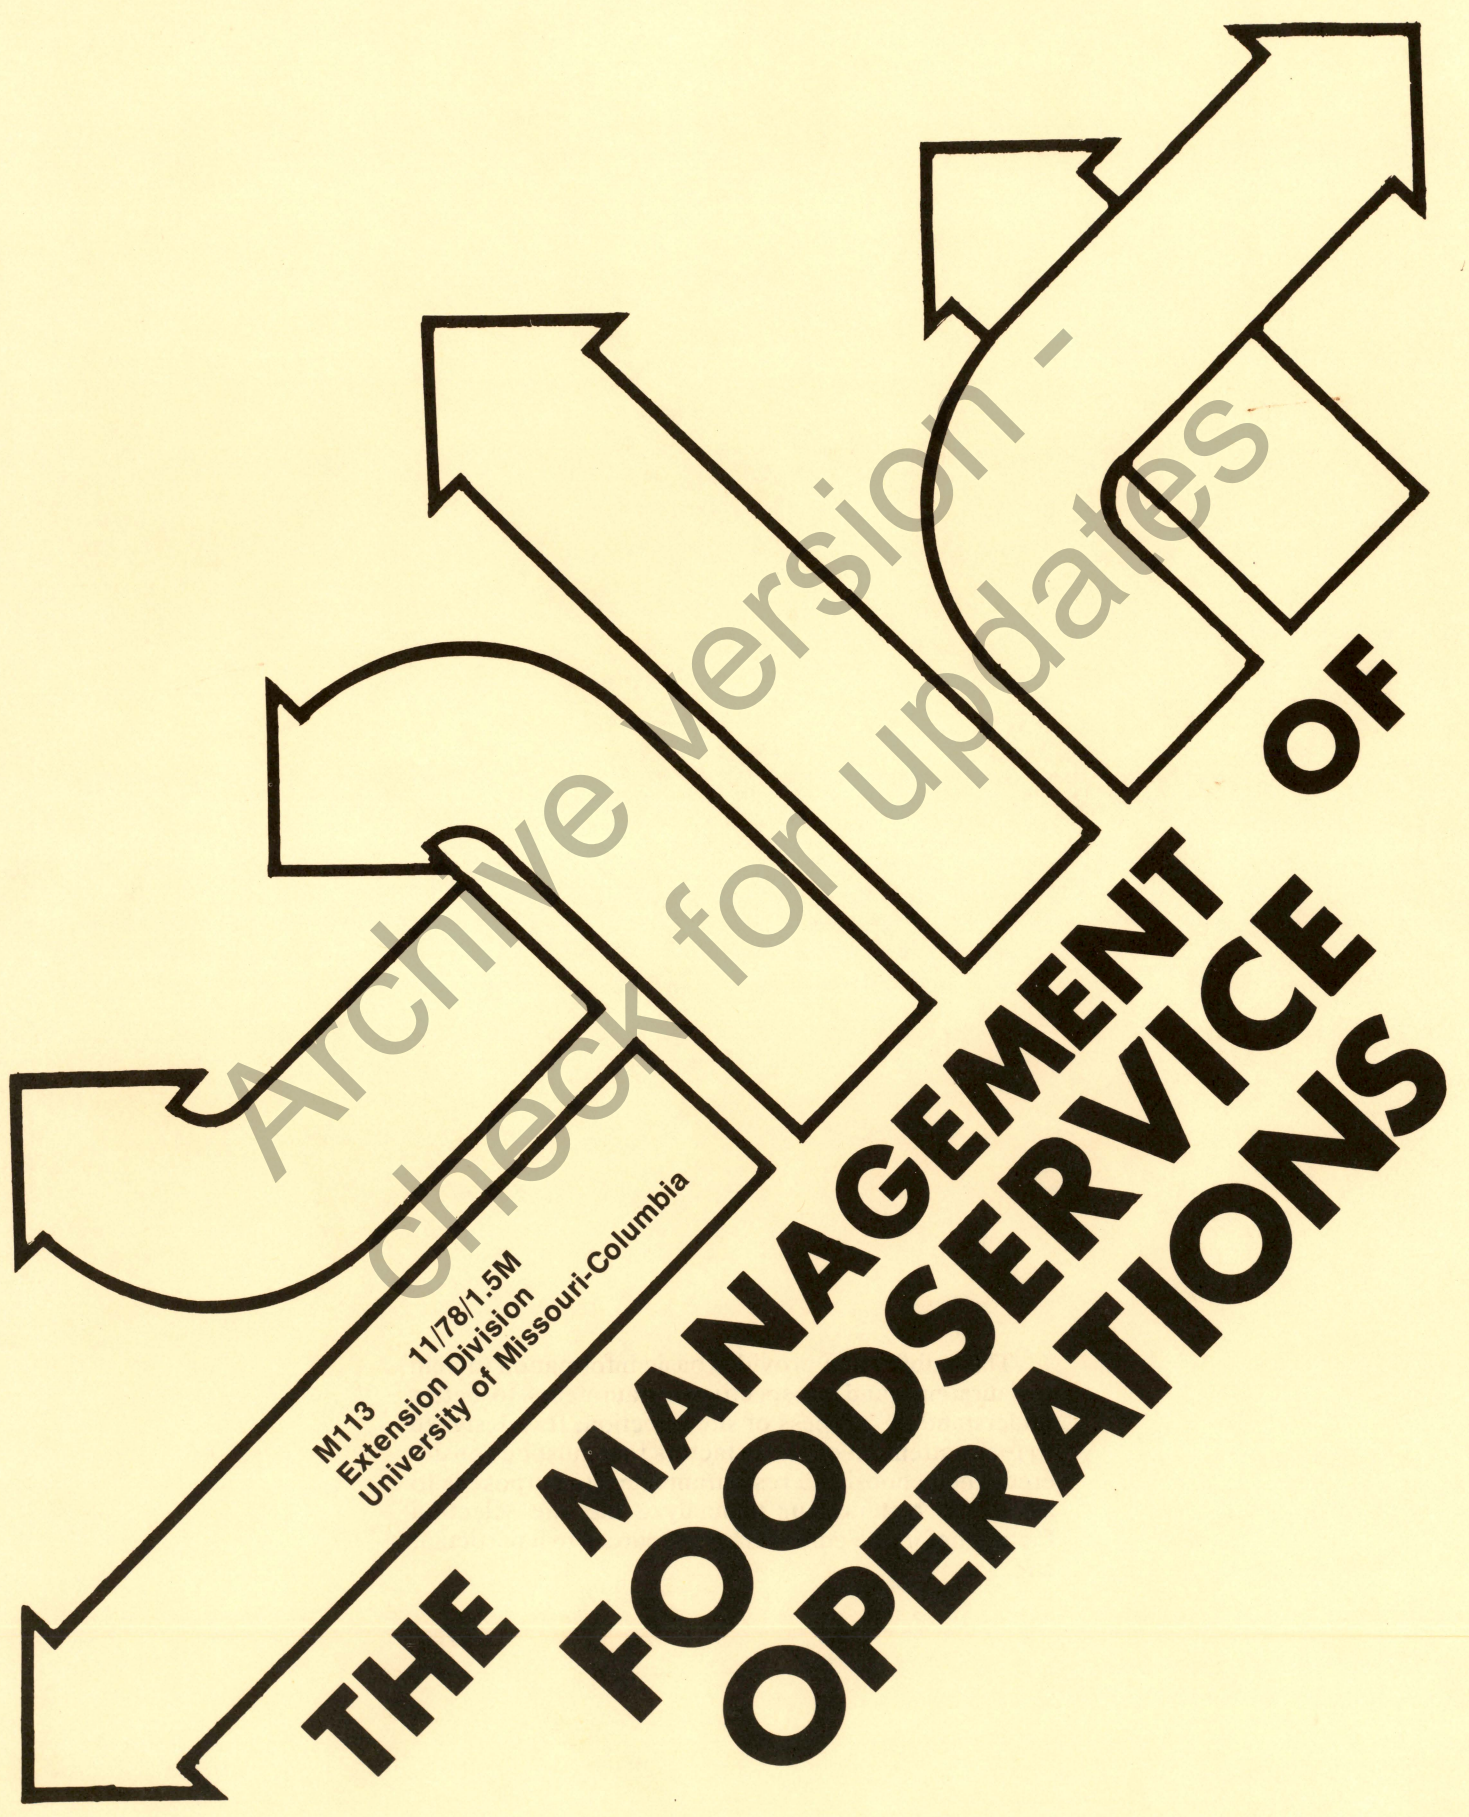 Archive version -
check for updates
M113 11/78/1.5M
Extension Division
University of Missouri-Columbia
THE MANAGEMENT OF
FOODSERVICE
OPERATIONS